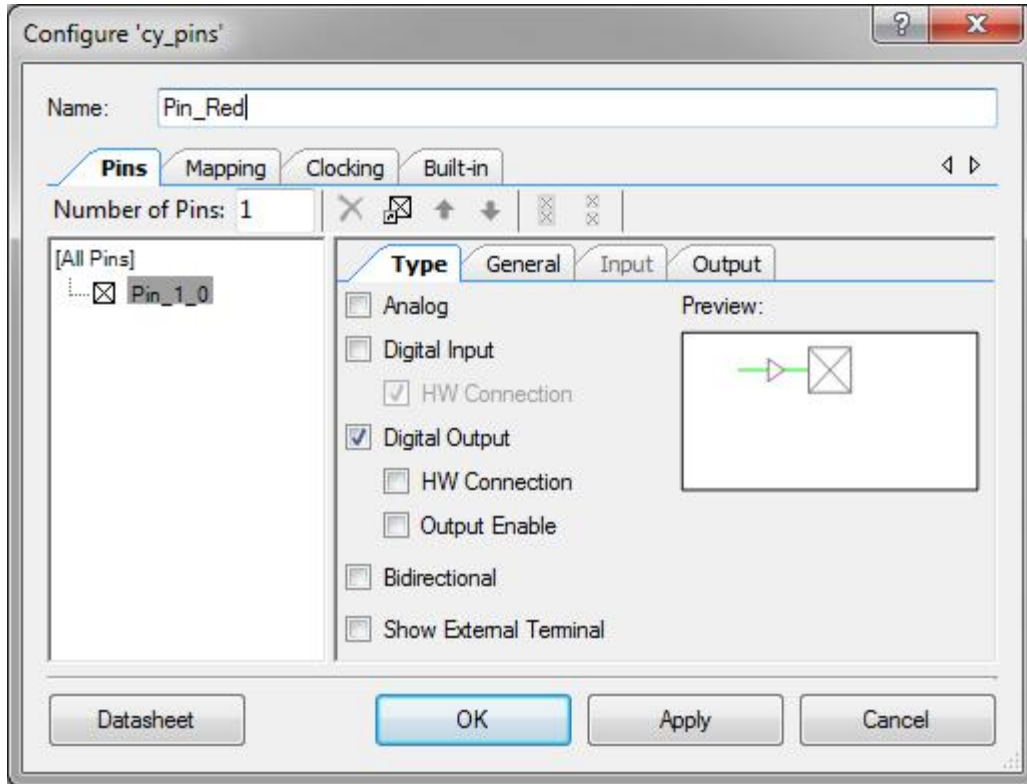 Configure 'cy_pins'
Name: Pin_Red
Pins Mapping Clocking Built-in
Number of Pins: 1
[All Pins]
Pin_1_0
Type General Input Output
Analog
Preview:
Digital Input
HW Connection
Digital Output
HW Connection
Output Enable
Bidirectional
Show External Terminal
Datasheet OK Apply Cancel